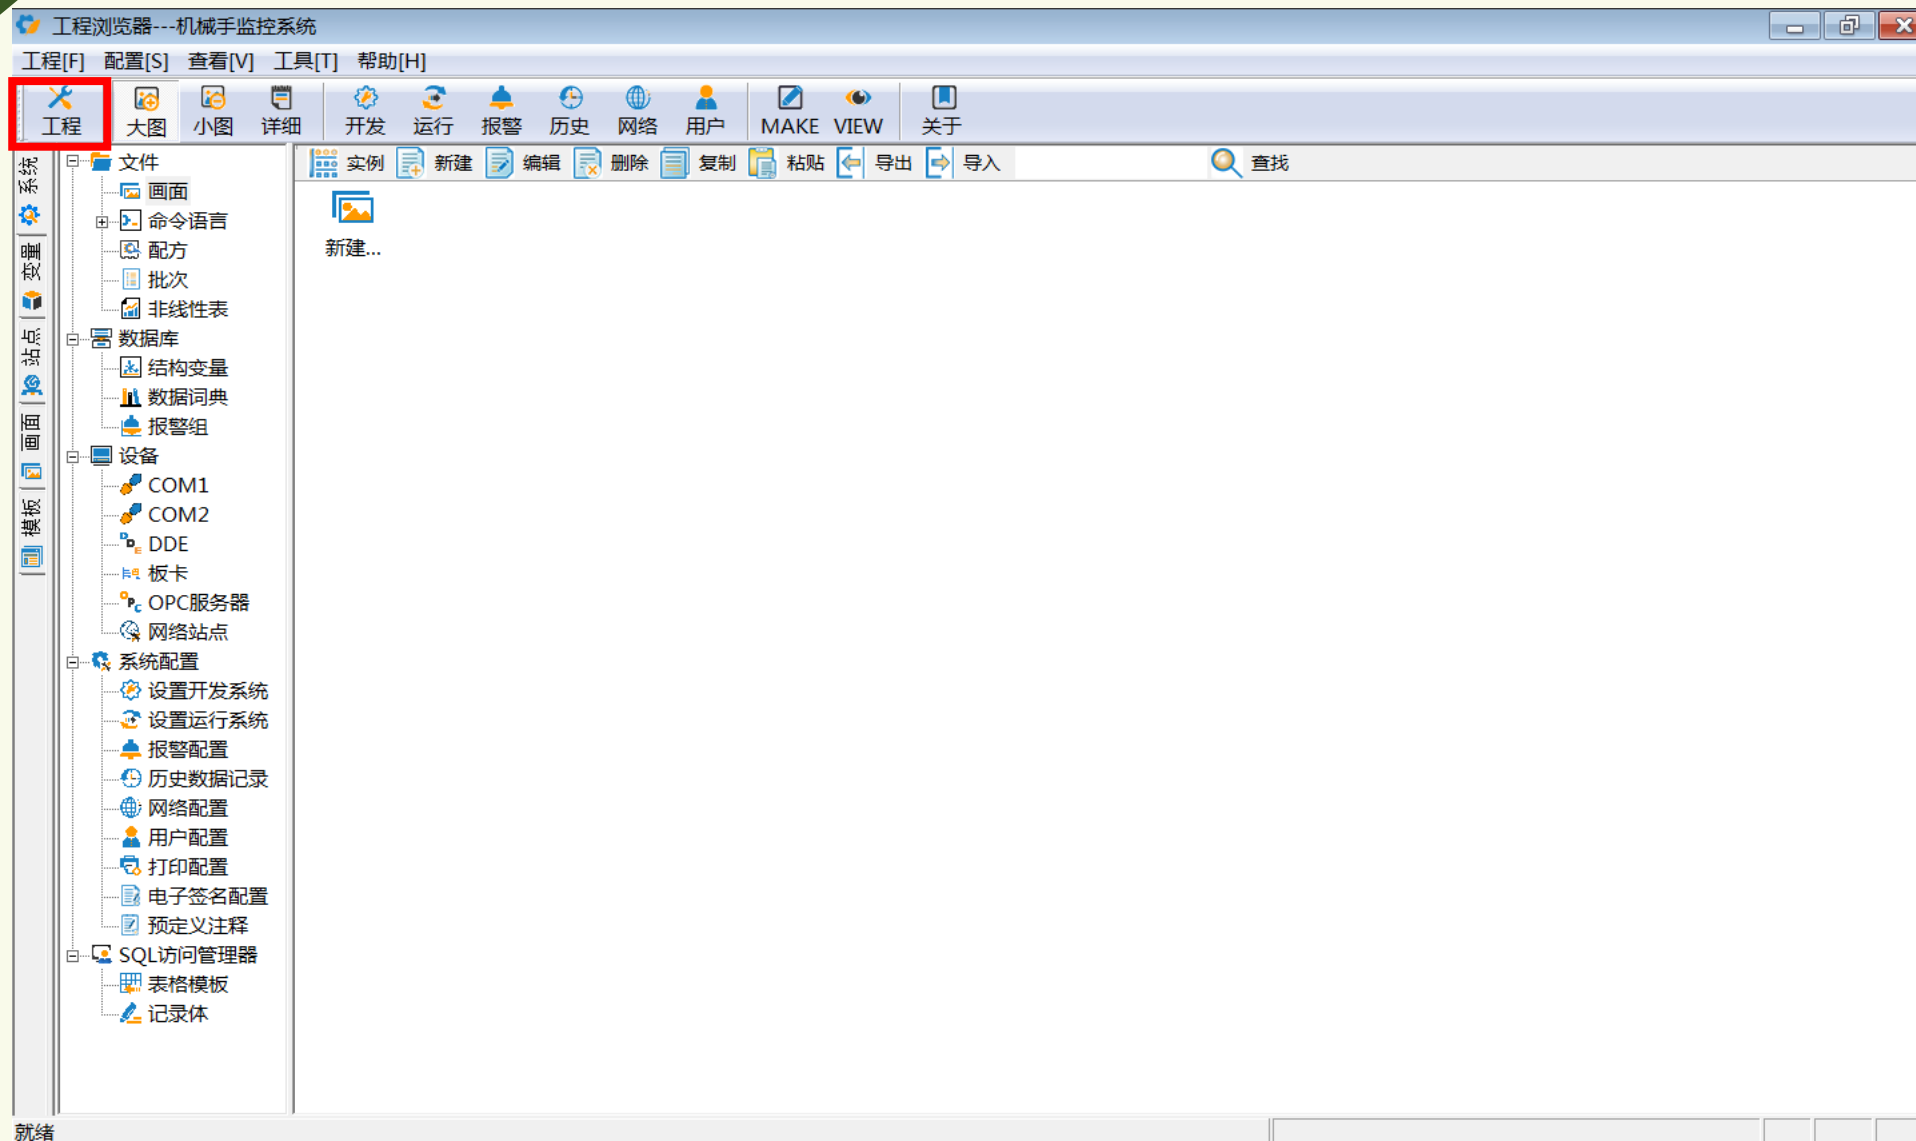 工程浏览器---机械手监控系统
工程[F] 配置[S] 查看[V] 工具[T] 帮助[H]
工程 大图 小图 详细 开发 运行 报警 历史 网络 用户 MAKE VIEW 关于
实例 新建 编辑 删除 复制 粘贴 导出 导入 查找
系统
变量
站点
画面
模板
文件
画面
命令语言
配方
批次
非线性表
数据库
结构变量
数据词典
报警组
设备
COM1
COM2
DDE
板卡
OPC服务器
网络站点
系统配置
设置开发系统
设置运行系统
报警配置
历史数据记录
网络配置
用户配置
打印配置
电子签名配置
预定义注释
SQL访问管理器
表格模板
记录体
新建...
就绪